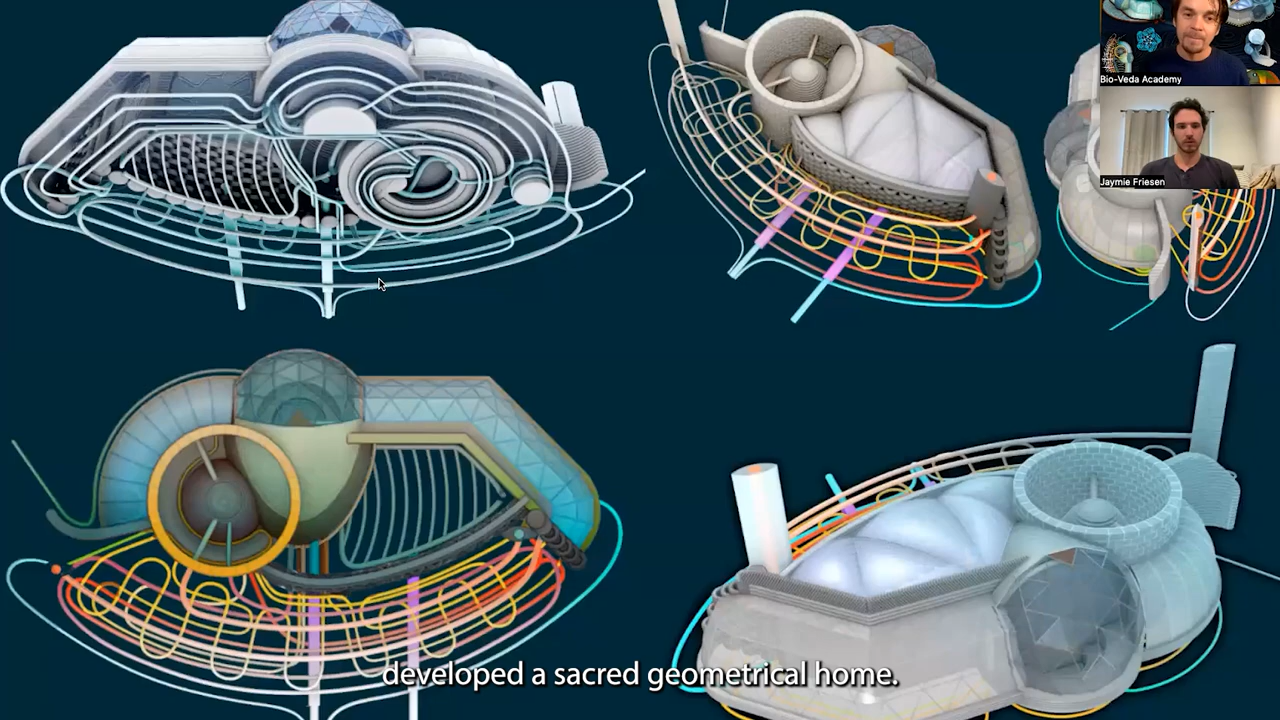 Bio-Veda Academy
Jaymie Friesen
developed a sacred geometrical home.